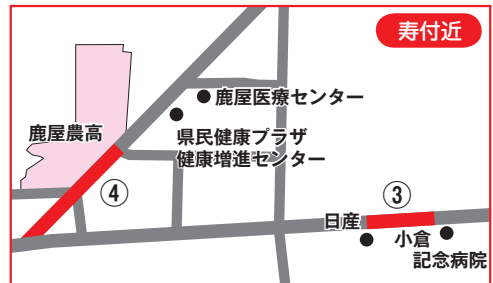 寿付近
鹿屋医療センター
鹿屋農高
県民健康プラザ
健康増進センター
④
③
日産
小倉
記念病院